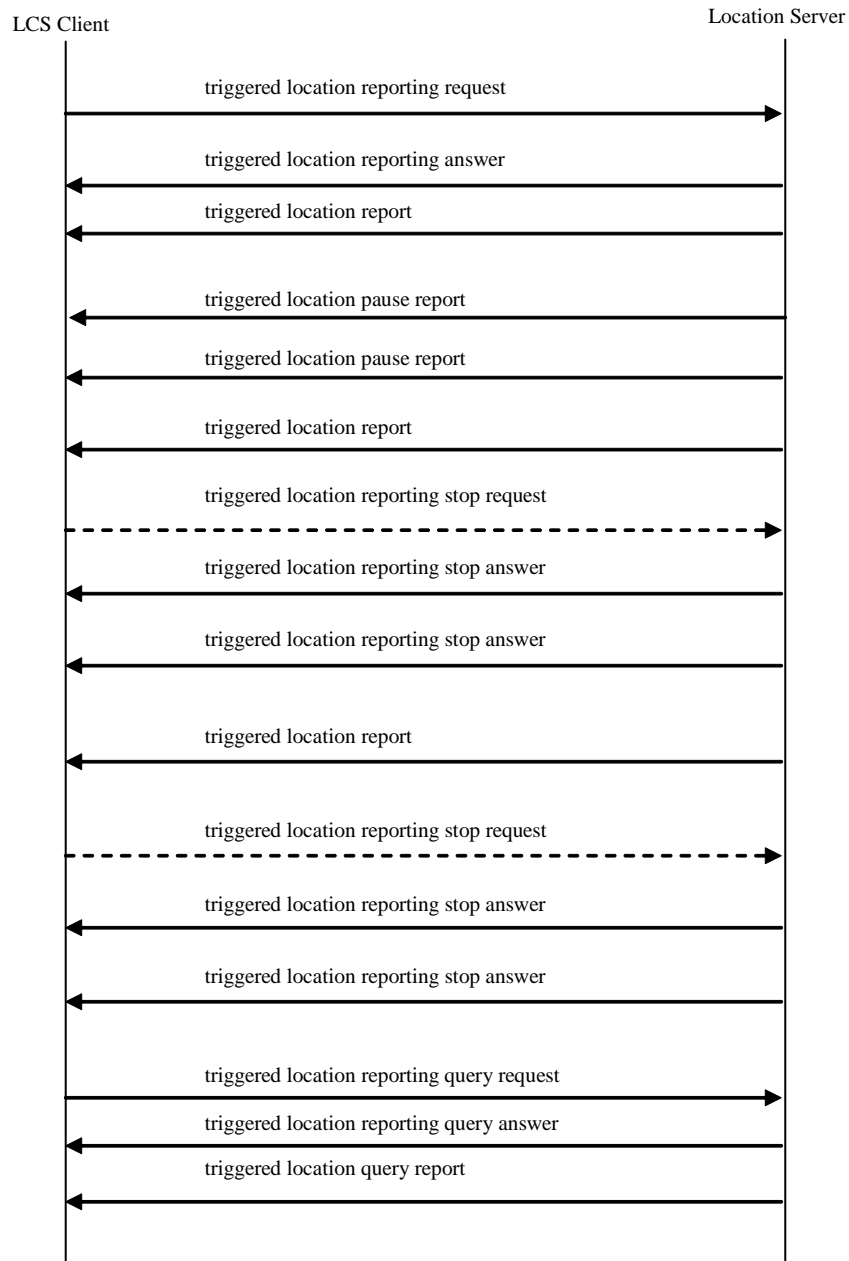 LCS Client
Location Server
triggered location reporting request
triggered location reporting answer
triggered location report
triggered location pause report
triggered location pause report
triggered location report
triggered location reporting stop request
triggered location reporting stop answer
triggered location reporting stop answer
triggered location report
triggered location reporting stop request
triggered location reporting stop answer
triggered location reporting stop answer
triggered location reporting query request
triggered location reporting query answer
triggered location query report